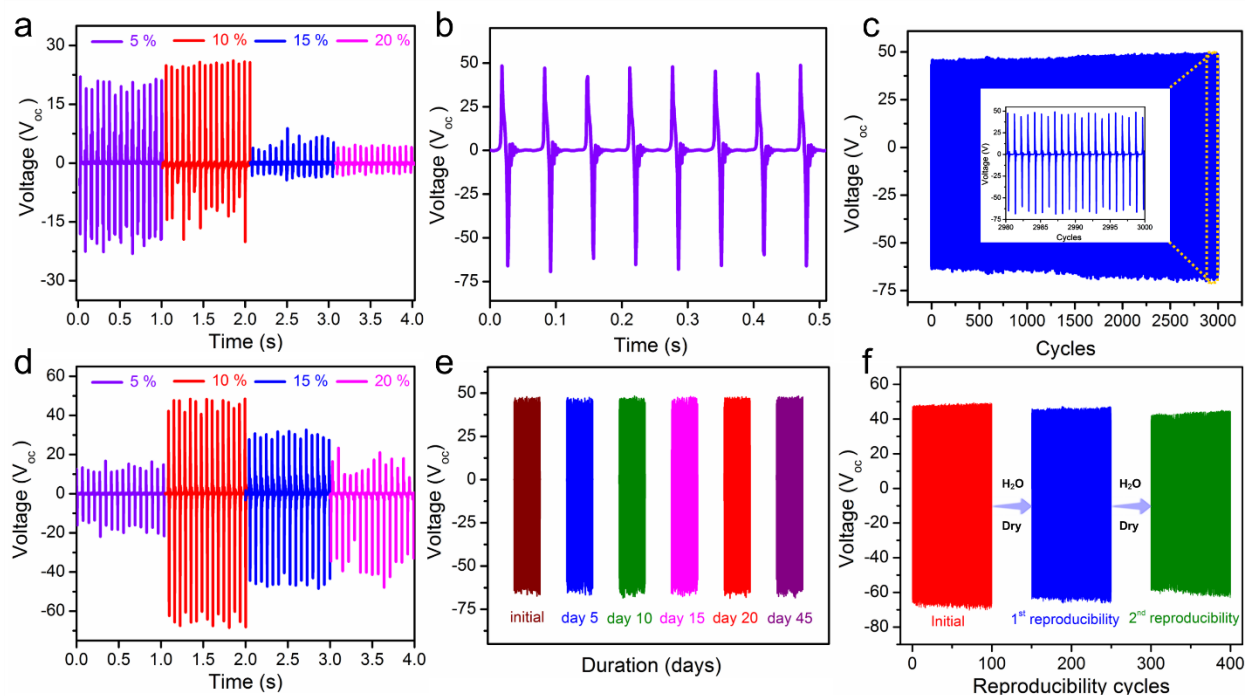 a
5 %
10 %
15 %
20 %
30
15
0
-15
-30
Voltage (Voc)
0.0 0.5 1.0 1.5 2.0 2.5 3.0 3.5 4.0
Time (s)
b
50
25
0
-25
-50
-75
Voltage (Voc)
0.0 0.1 0.2 0.3 0.4 0.5
Time (s)
c
50
25
0
-25
-50
-75
Voltage (Voc)
50
25
0
-25
-50
-75
Voltage (V)
2980 2985 2990 2995 3000
Cycles
0 500 1000 1500 2000 2500 3000
Cycles
d
5 %
10 %
15 %
20 %
60
40
20
0
-20
-40
-60
Voltage (Voc)
0.0 0.5 1.0 1.5 2.0 2.5 3.0 3.5 4.0
Time (s)
e
50
25
0
-25
-50
-75
Voltage (Voc)
initial day 5 day 10 day 15 day 20 day 45
Duration (days)
f
60
40
20
0
-20
-40
-60
-80
Voltage (Voc)
H2O
Dry
H2O
Dry
Initial
1st reproducibility
2nd reproducibility
0 100 200 300 400
Reproducibility cycles